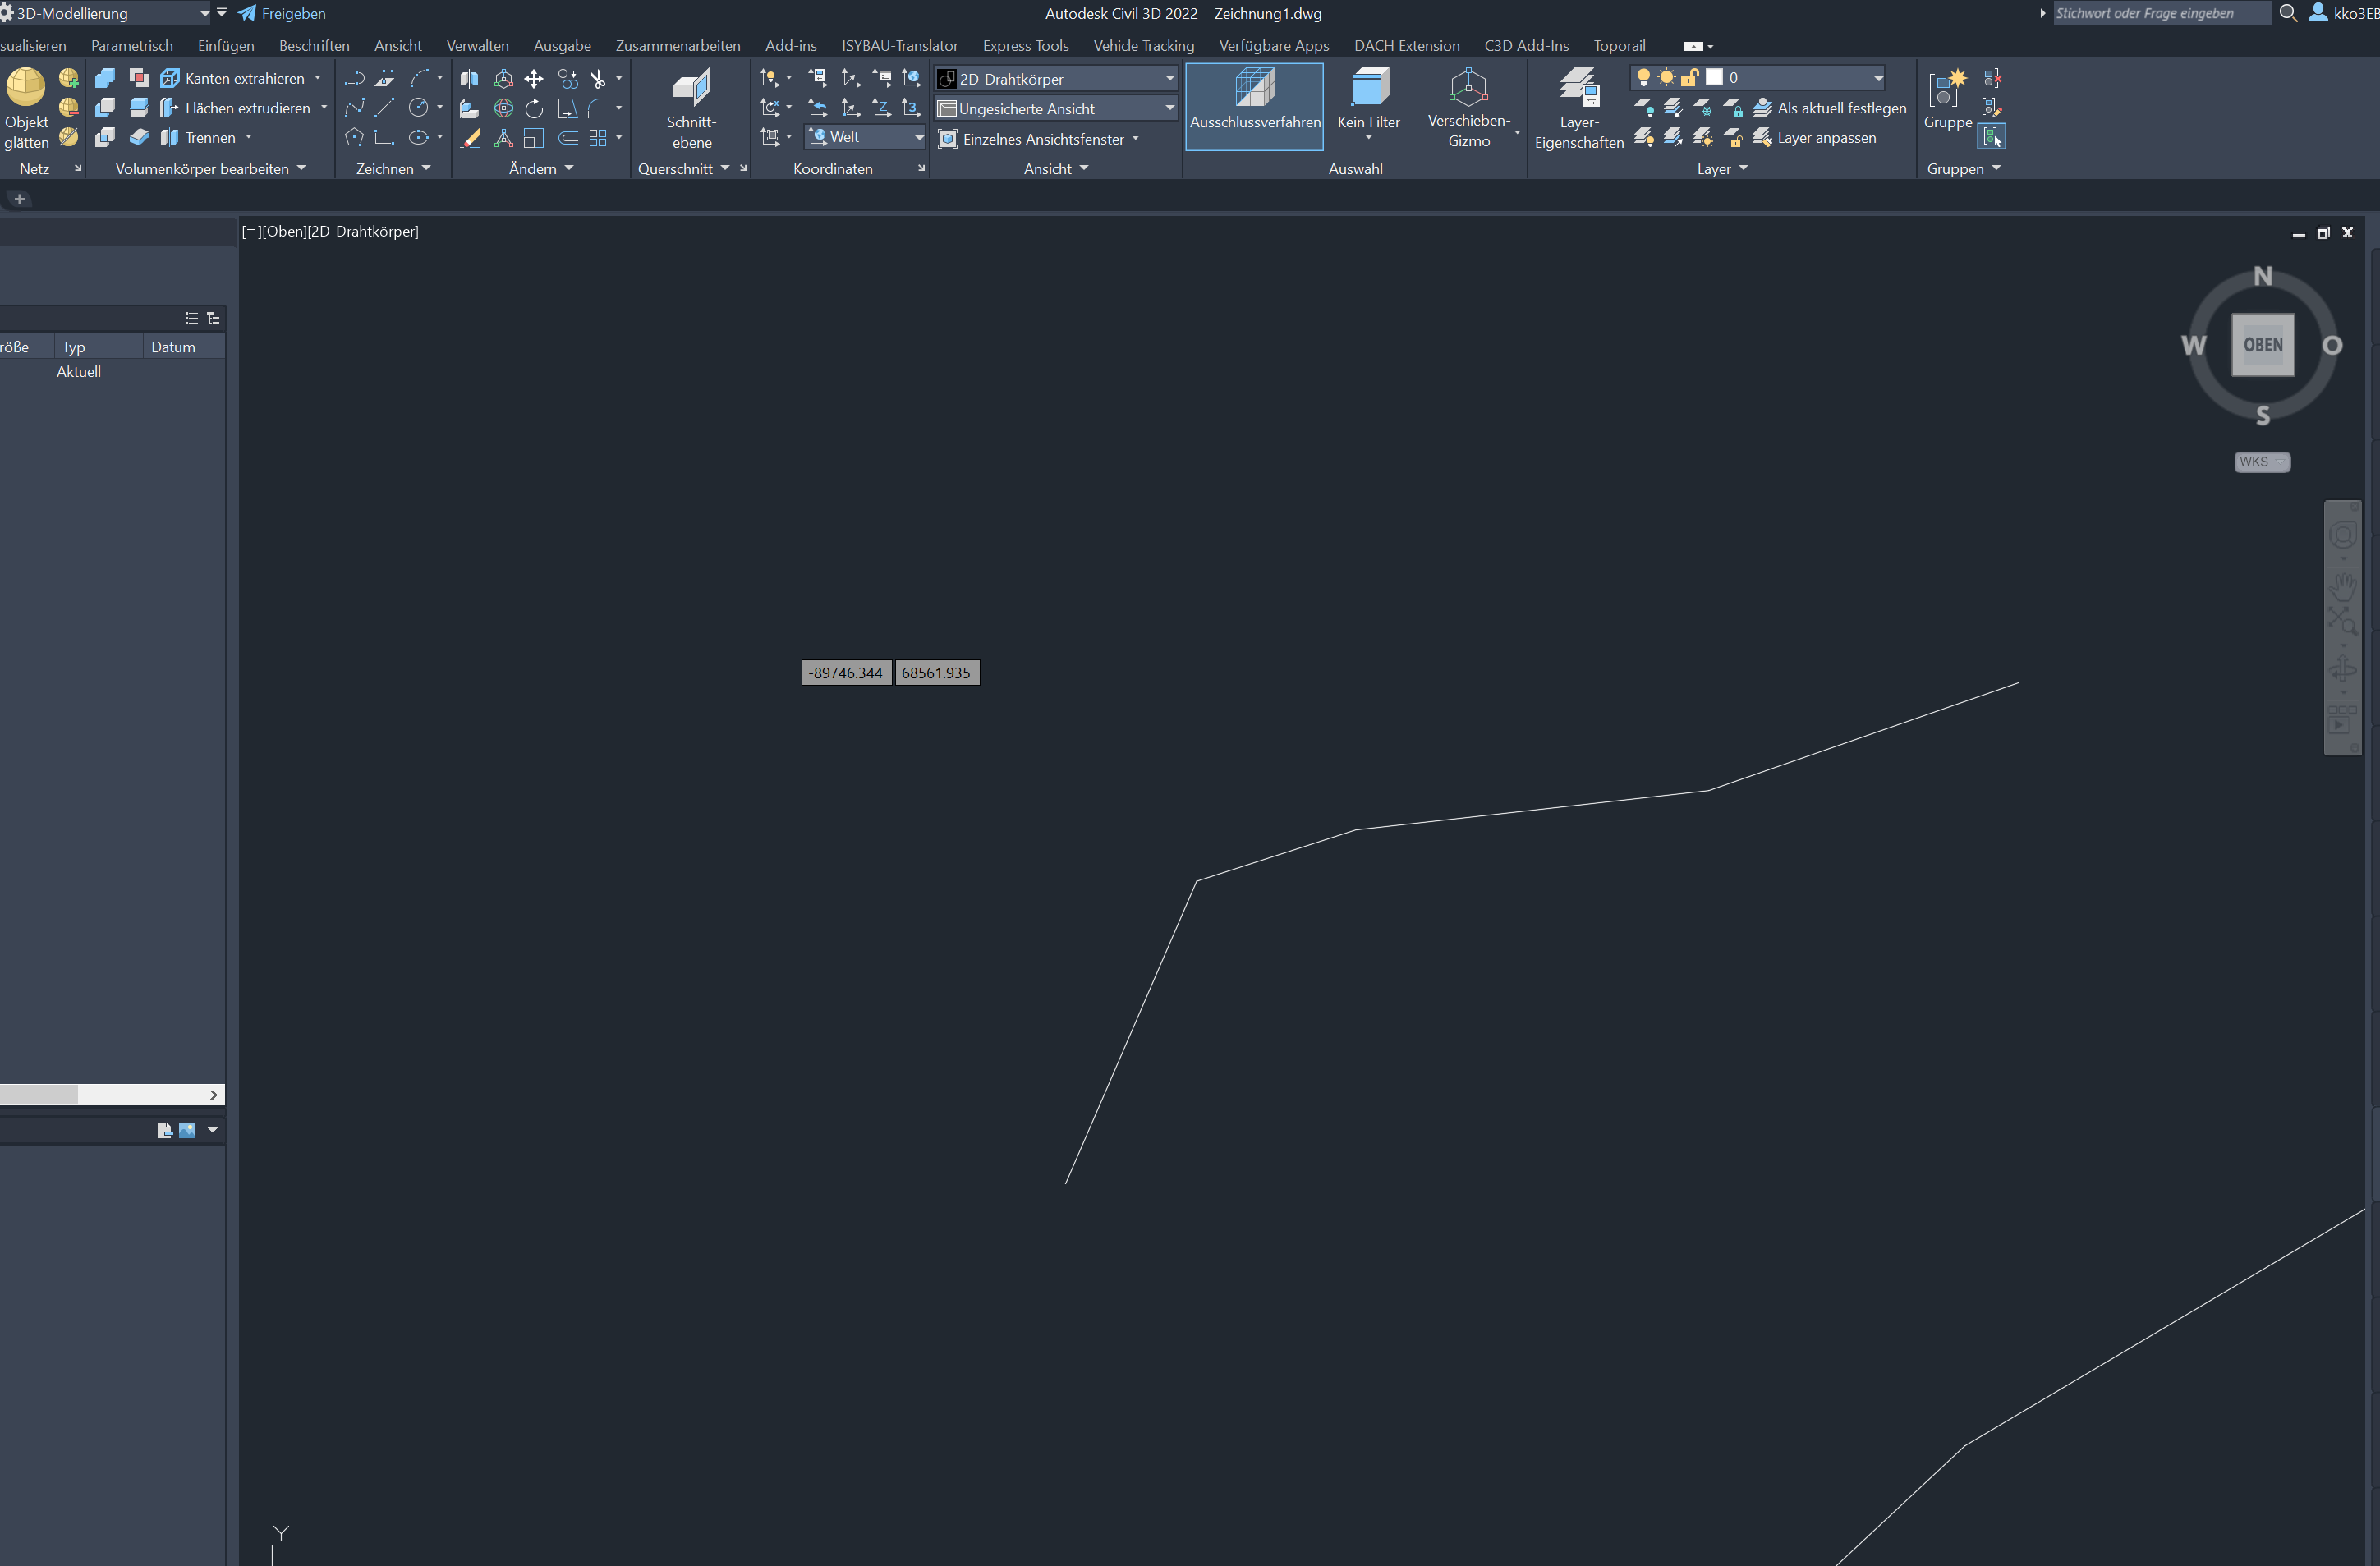 3D-Modellierung Freigeben Autodesk Civil 3D 2022 Zeichnung1.dwg Stichwort oder Frage eingeben kko3EB
sualisieren Parametrisch Einfügen Beschriften Ansicht Verwalten Ausgabe Zusammenarbeiten Add-ins ISYBAU-Translator Express Tools Vehicle Tracking Verfügbare Apps DACH Extension C3D Add-Ins Toporail
Kanten extrahieren 2D-Drahtkörper 0
Flächen extrudieren Ungesicherte Ansicht Als aktuell festlegen
Objekt
glätten
Trennen
Schnitt-
ebene
Welt
Einzelnes Ansichtsfenster
Ausschlussverfahren
Kein Filter
Verschieben-
Gizmo
Layer-
Eigenschaften
Layer anpassen
Gruppe
Netz Volumenkörper bearbeiten Zeichnen Ändern Querschnitt Koordinaten Ansicht Auswahl Layer Gruppen
[−][Oben][2D-Drahtkörper]
röße Typ Datum
Aktuell
N
W OBEN O
S
WKS
-89746.344 68561.935
Y